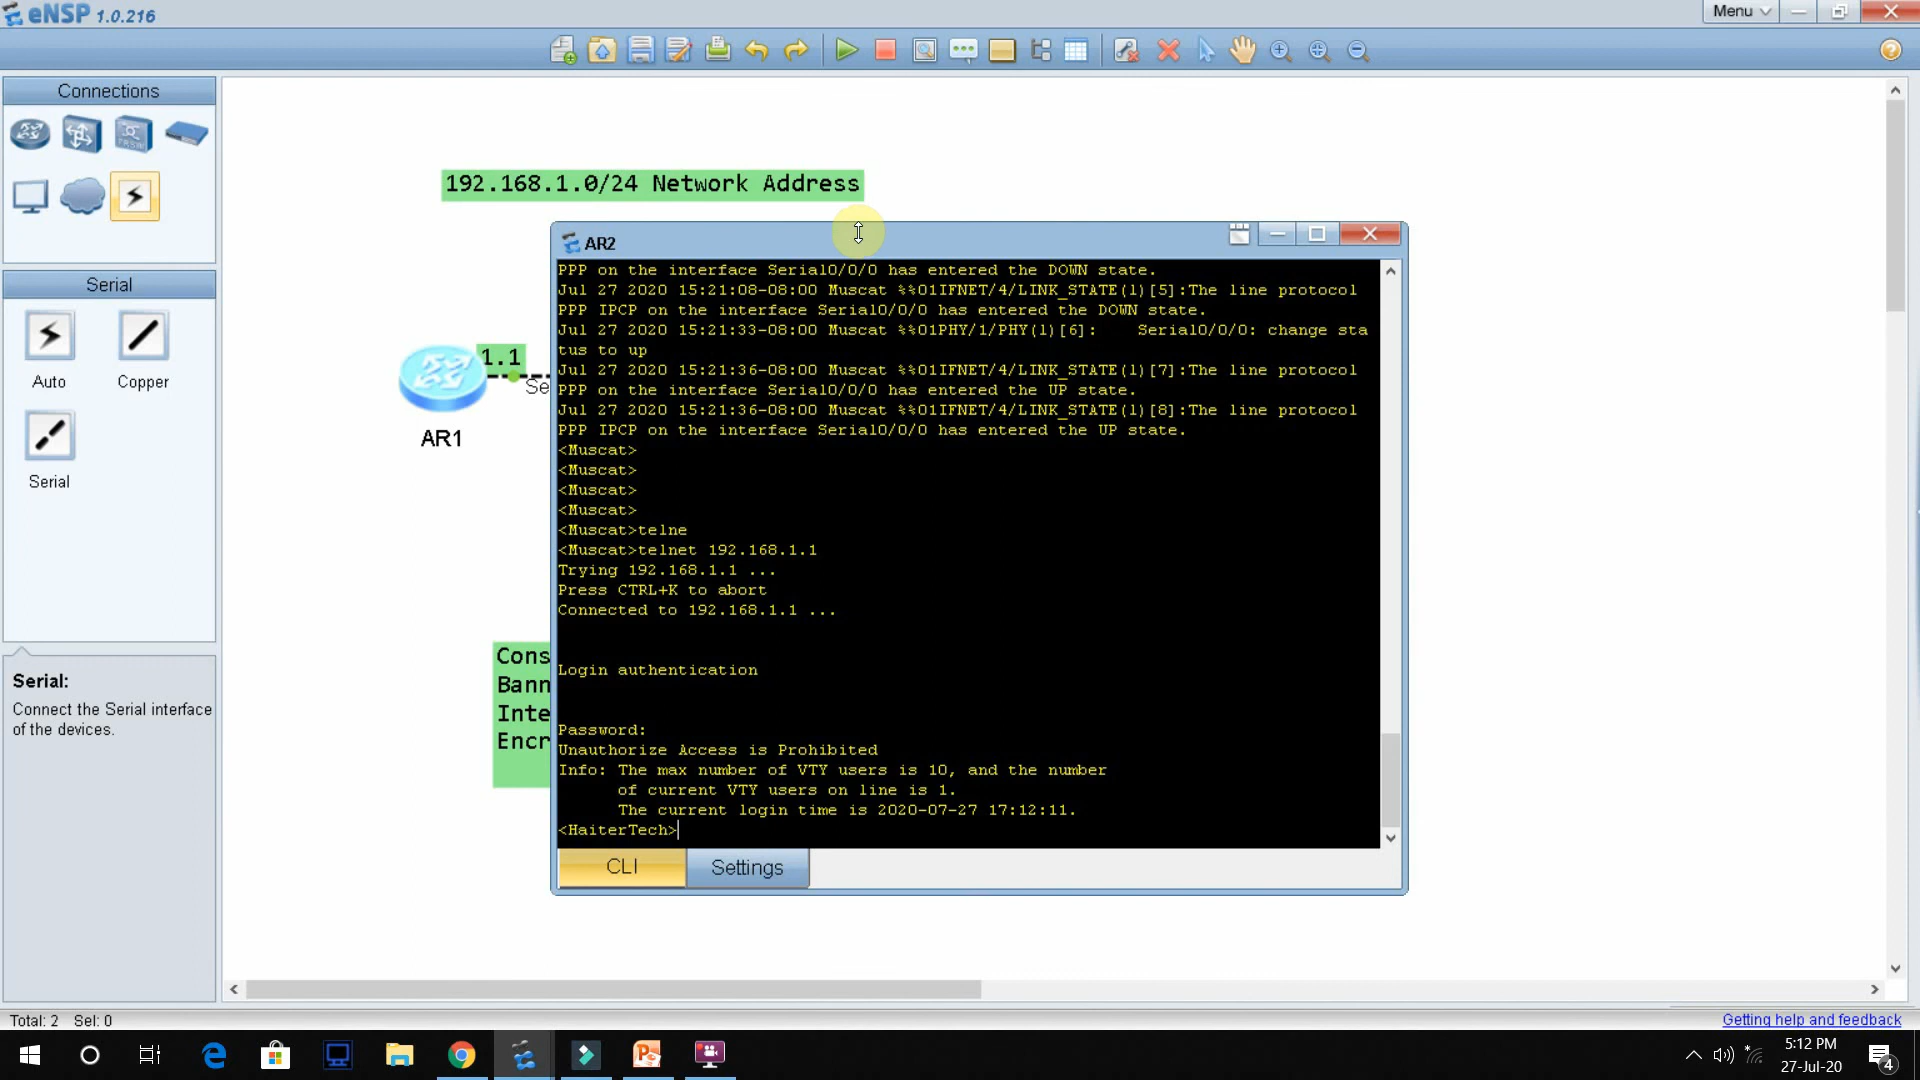 eNSP 1.0.216
Menu
Connections
Serial
Auto
Copper
Serial
Serial:
Connect the Serial interface
of the devices.
192.168.1.0/24 Network Address
1.1
Se
AR1
Cons
Bann
Inte
Encr
AR2
PPP on the interface Serial0/0/0 has entered the DOWN state.
Jul 27 2020 15:21:08-08:00 Muscat %%01IFNET/4/LINK_STATE(l)[5]:The line protocol
PPP IPCP on the interface Serial0/0/0 has entered the DOWN state.
Jul 27 2020 15:21:33-08:00 Muscat %%01PHY/1/PHY(l)[6]:    Serial0/0/0: change sta
tus to up
Jul 27 2020 15:21:36-08:00 Muscat %%01IFNET/4/LINK_STATE(l)[7]:The line protocol
PPP on the interface Serial0/0/0 has entered the UP state.
Jul 27 2020 15:21:36-08:00 Muscat %%01IFNET/4/LINK_STATE(l)[8]:The line protocol
PPP IPCP on the interface Serial0/0/0 has entered the UP state.
<Muscat>
<Muscat>
<Muscat>
<Muscat>
<Muscat>telne
<Muscat>telnet 192.168.1.1
Trying 192.168.1.1 ...
Press CTRL+K to abort
Connected to 192.168.1.1 ...
Login authentication
Password:
Unauthorize Access is Prohibited
Info: The max number of VTY users is 10, and the number
of current VTY users on line is 1.
The current login time is 2020-07-27 17:12:11.
<HaiterTech>
CLI
Settings
Total: 2 Sel: 0
Getting help and feedback
5:12 PM
27-Jul-20
4